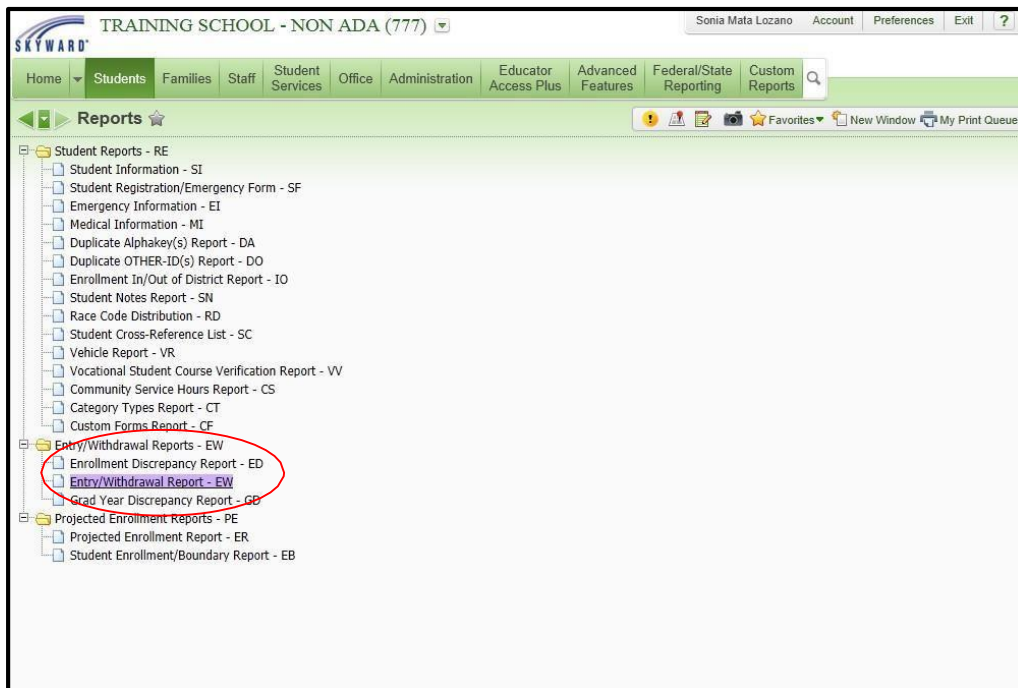 TRAINING SCHOOL - NON ADA (777)
Sonia Mata Lozano Account Preferences Exit ?
SKYWARD
Home Students Families Staff Student Services Office Administration Educator Access Plus Advanced Features Federal/State Reporting Custom Reports
Reports
Favorites New Window My Print Queue
Student Reports - RE
Student Information - SI
Student Registration/Emergency Form - SF
Emergency Information - EI
Medical Information - MI
Duplicate Alphakey(s) Report - DA
Duplicate OTHER-ID(s) Report - DO
Enrollment In/Out of District Report - IO
Student Notes Report - SN
Race Code Distribution - RD
Student Cross-Reference List - SC
Vehicle Report - VR
Vocational Student Course Verification Report - VV
Community Service Hours Report - CS
Category Types Report - CT
Custom Forms Report - CF
Entry/Withdrawal Reports - EW
Enrollment Discrepancy Report - ED
Entry/Withdrawal Report - EW
Grad Year Discrepancy Report - GD
Projected Enrollment Reports - PE
Projected Enrollment Report - ER
Student Enrollment/Boundary Report - EB